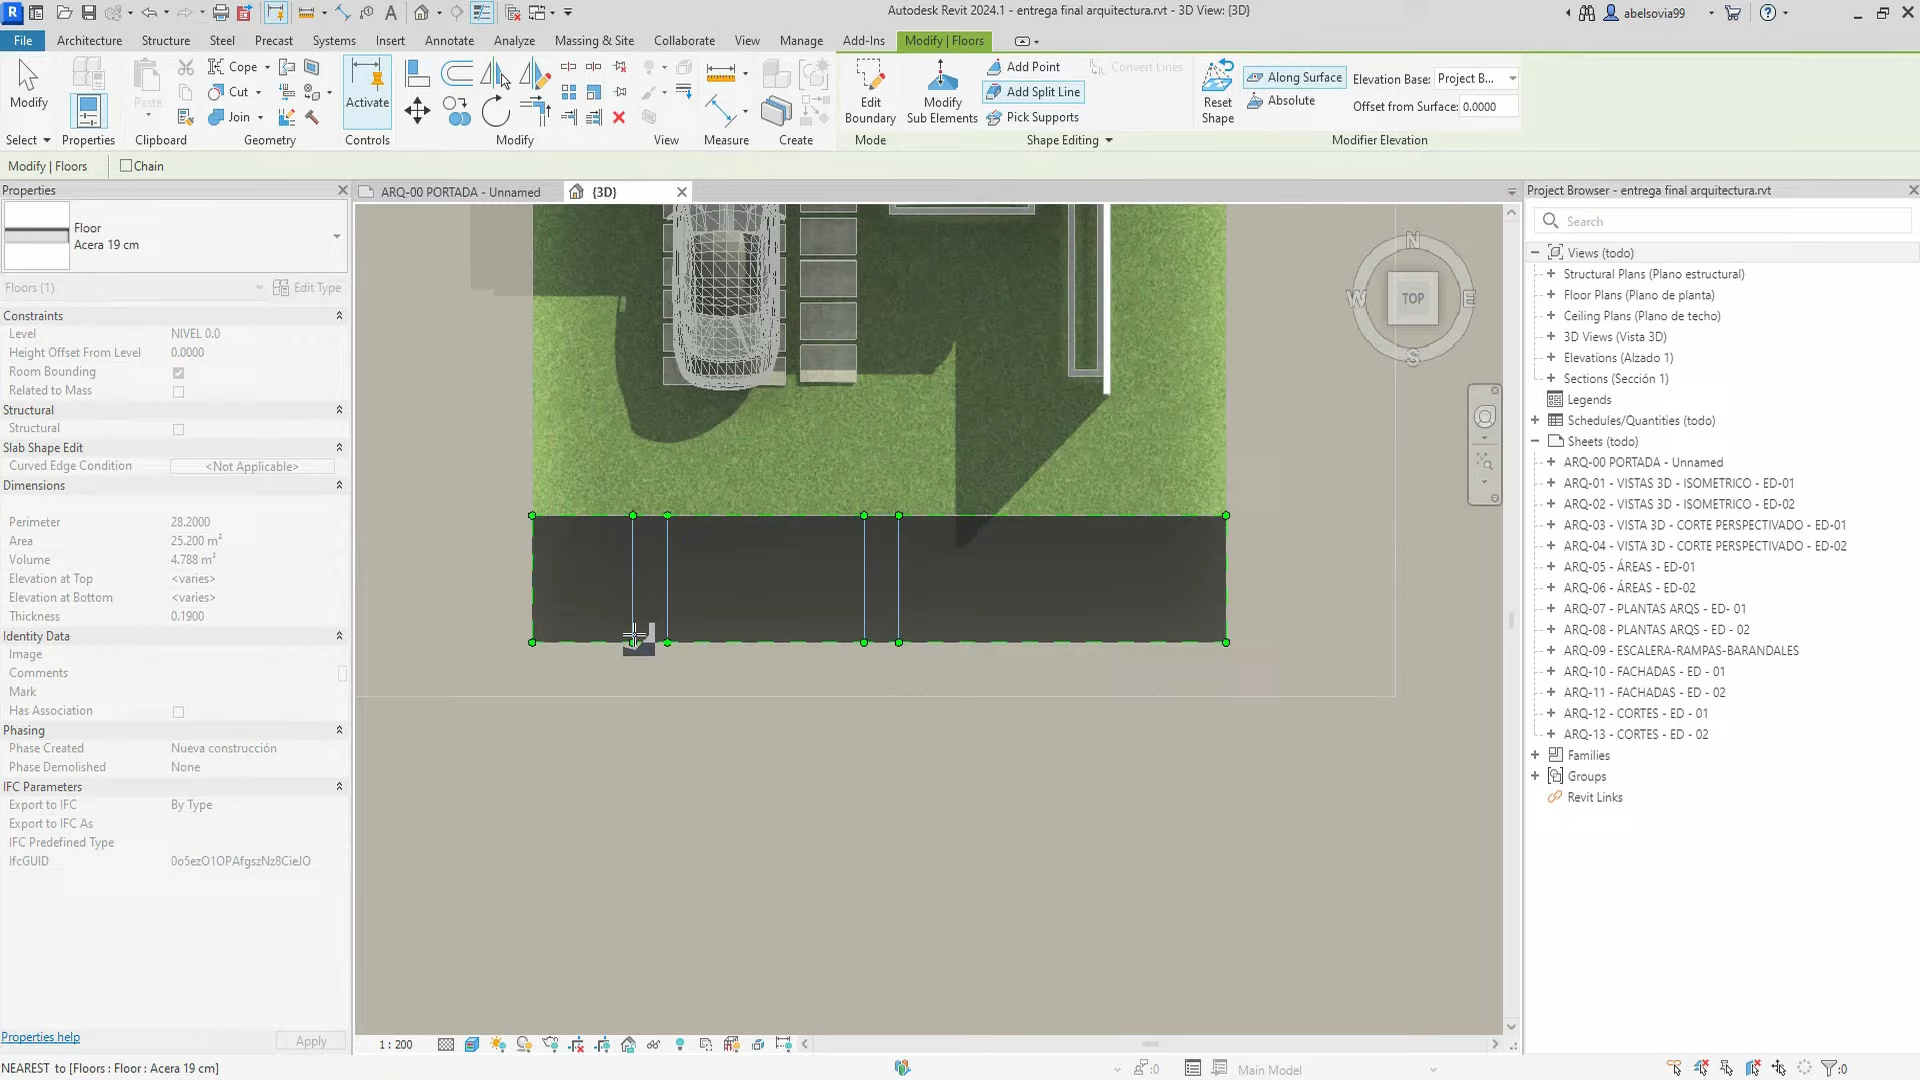 Autodesk Revit 2024.1 - entrega final arquitectura.rvt - 3D View: {3D}
abelsovia99
File
Architecture
Structure
Steel
Precast
Systems
Insert
Annotate
Analyze
Massing & Site
Collaborate
View
Manage
Add-Ins
Modify | Floors
Modify
Paste
Cope
Cut
Join
Activate
Edit
Boundary
Modify
Sub Elements
Add Point
Add Split Line
Pick Supports
Convert Lines
Reset
Shape
Along Surface
Absolute
Elevation Base: Project B...
Offset from Surface: 0.0000
Select
Properties
Clipboard
Geometry
Controls
Modify
View
Measure
Create
Mode
Shape Editing
Modifier Elevation
Modify | Floors
Chain
Properties
Floor
Acera 19 cm
Floors (1)
Edit Type
Constraints
Level NIVEL 0.0
Height Offset From Level 0.0000
Room Bounding
Related to Mass
Structural
Structural
Slab Shape Edit
Curved Edge Condition <Not Applicable>
Dimensions
Perimeter 28.2000
Area 25.200 m²
Volume 4.788 m³
Elevation at Top <varies>
Elevation at Bottom <varies>
Thickness 0.1900
Identity Data
Image
Comments
Mark
Has Association
Phasing
Phase Created Nueva construcción
Phase Demolished None
IFC Parameters
Export to IFC By Type
Export to IFC As
IFC Predefined Type
IfcGUID 0o5ezO1OPAfgszNz8CieJO
Properties help
Apply
ARQ-00 PORTADA - Unnamed
{3D}
N
W
TOP
E
S
1 : 200
Project Browser - entrega final arquitectura.rvt
Search
Views (todo)
Structural Plans (Plano estructural)
Floor Plans (Plano de planta)
Ceiling Plans (Plano de techo)
3D Views (Vista 3D)
Elevations (Alzado 1)
Sections (Sección 1)
Legends
Schedules/Quantities (todo)
Sheets (todo)
ARQ-00 PORTADA - Unnamed
ARQ-01 - VISTAS 3D - ISOMETRICO - ED-01
ARQ-02 - VISTAS 3D - ISOMETRICO - ED-02
ARQ-03 - VISTA 3D - CORTE PERSPECTIVADO - ED-01
ARQ-04 - VISTA 3D - CORTE PERSPECTIVADO - ED-02
ARQ-05 - ÁREAS - ED-01
ARQ-06 - ÁREAS - ED-02
ARQ-07 - PLANTAS ARQS - ED- 01
ARQ-08 - PLANTAS ARQS - ED - 02
ARQ-09 - ESCALERA-RAMPAS-BARANDALES
ARQ-10 - FACHADAS - ED - 01
ARQ-11 - FACHADAS - ED - 02
ARQ-12 - CORTES - ED - 01
ARQ-13 - CORTES - ED - 02
Families
Groups
Revit Links
NEAREST to [Floors : Floor : Acera 19 cm]
:0
Main Model
:0